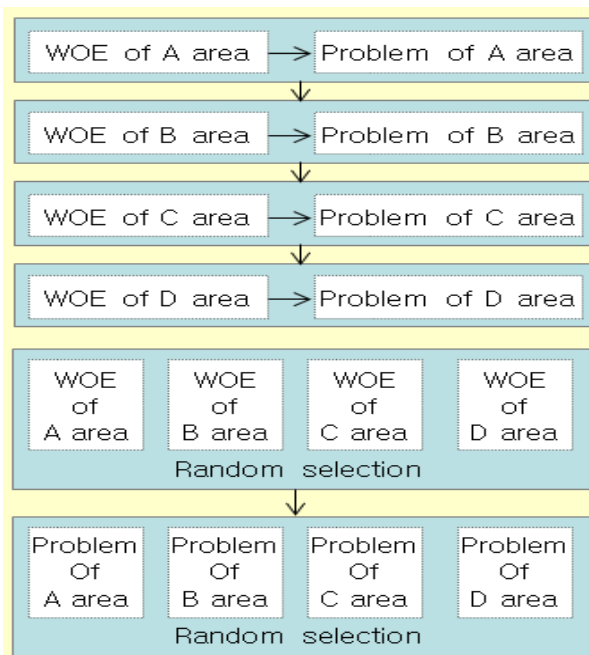 WOE of A area Problem of A area
WOE of B area Problem of B area
WOE of C area Problem of C area
WOE of D area Problem of D area
WOE
of
A area
WOE
of
B area
WOE
of
C area
WOE
of
D area
Random selection
Problem
Of
A area
Problem
Of
B area
Problem
Of
C area
Problem
Of
D area
Random selection